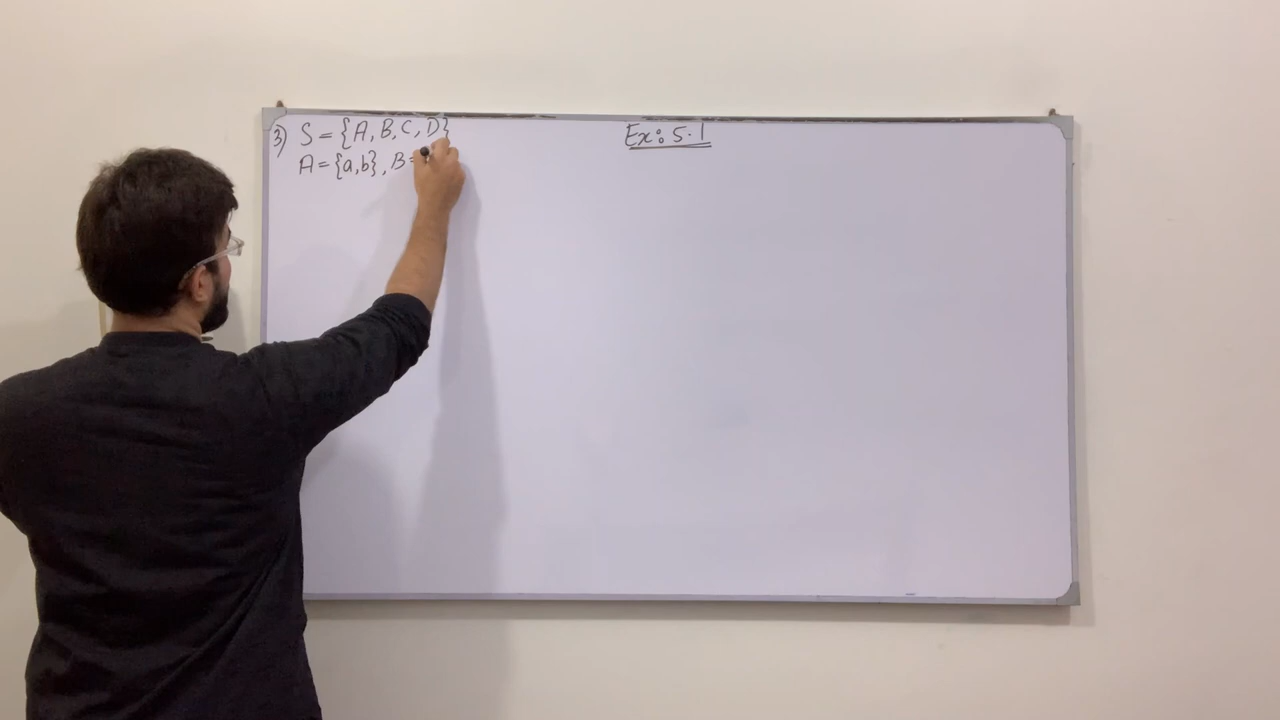 Ex: 5.1
3) S = {A, B, C, D}
A = {a, b}, B =